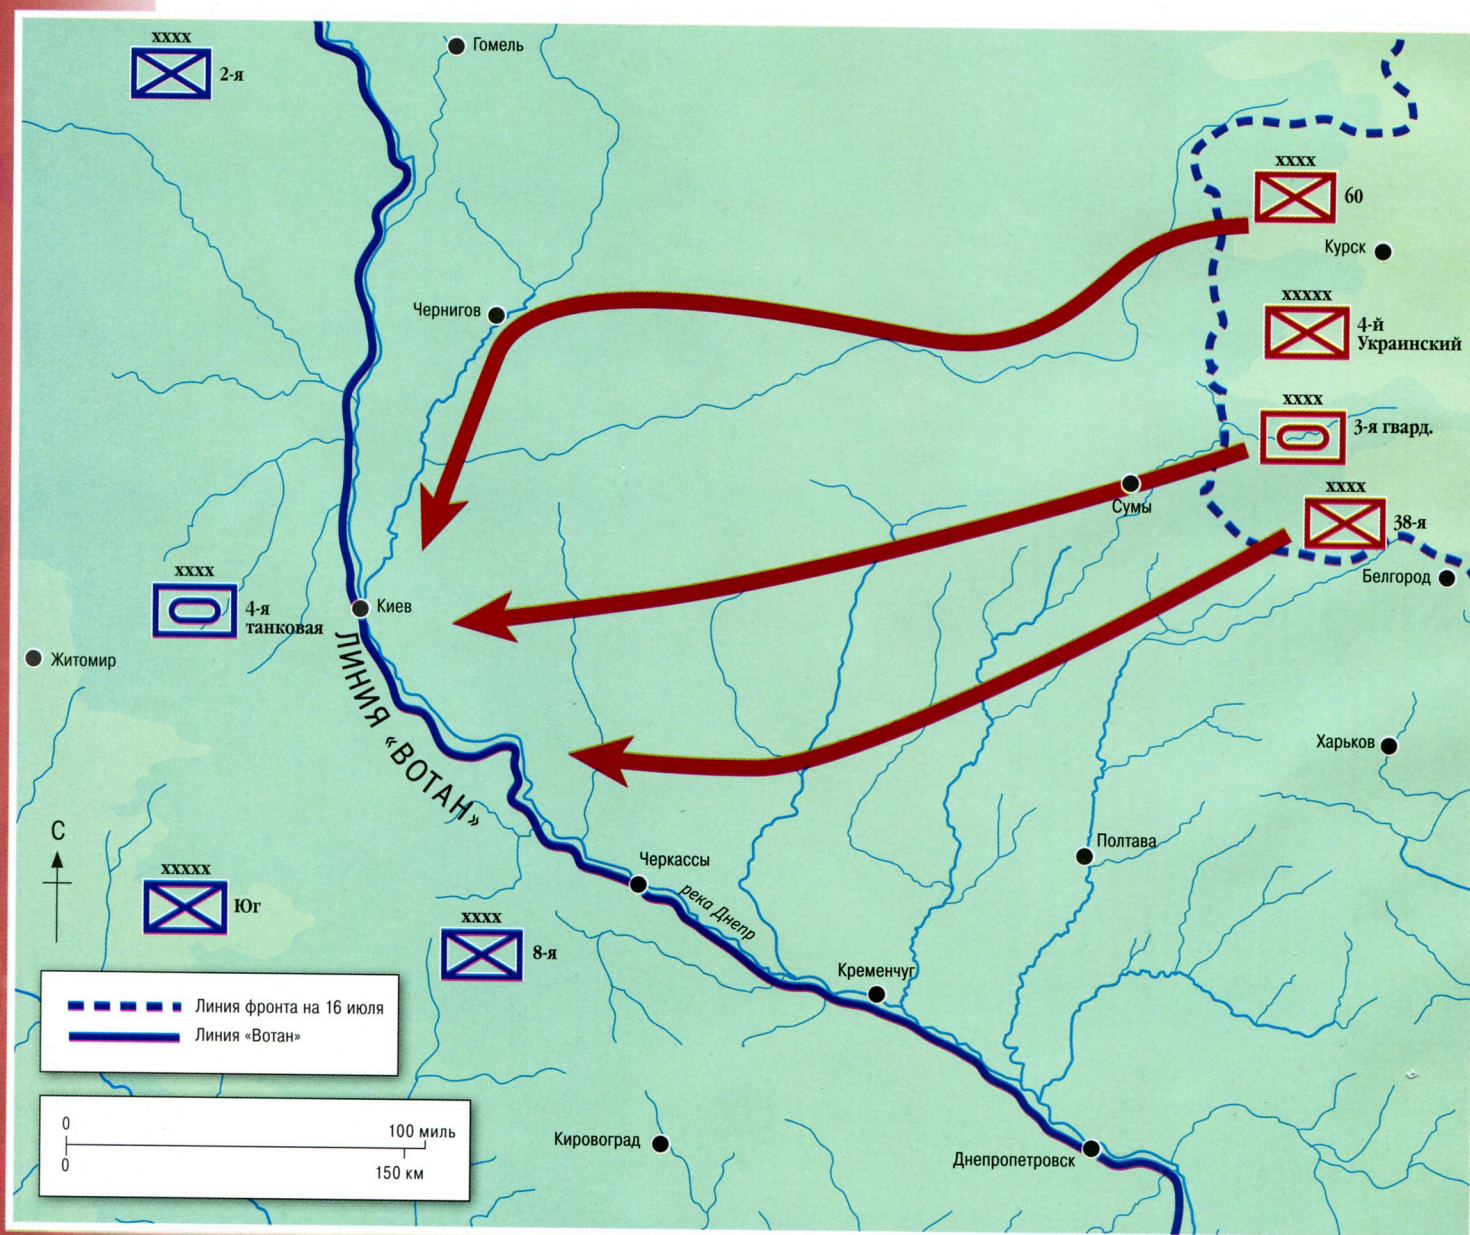 XXXX
2-я
Гомель
XXXX
60
Курск
XXXXX
4-й
Украинский
Чернигов
XXXX
3-я гвард.
Сумы
XXXX
38-я
Белгород
XXXX
4-я
танковая
Киев
Житомир
ЛИНИЯ «ВОТАН»
Харьков
С
Полтава
Черкассы
река Днепр
XXXXX
Юг
XXXX
8-я
Кременчуг
Линия фронта на 16 июля
Линия «Вотан»
0
100 миль
0
150 км
Кировоград
Днепропетровск